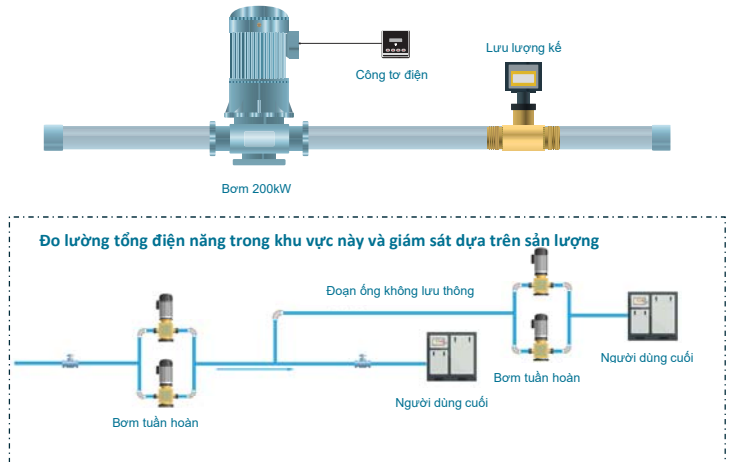 Công tơ điện
Lưu lượng kế
Bơm 200kW
Đo lường tổng điện năng trong khu vực này và giám sát dựa trên sản lượng
Đoạn ống không lưu thông
Người dùng cuối
Bơm tuần hoàn
Người dùng cuối
Bơm tuần hoàn